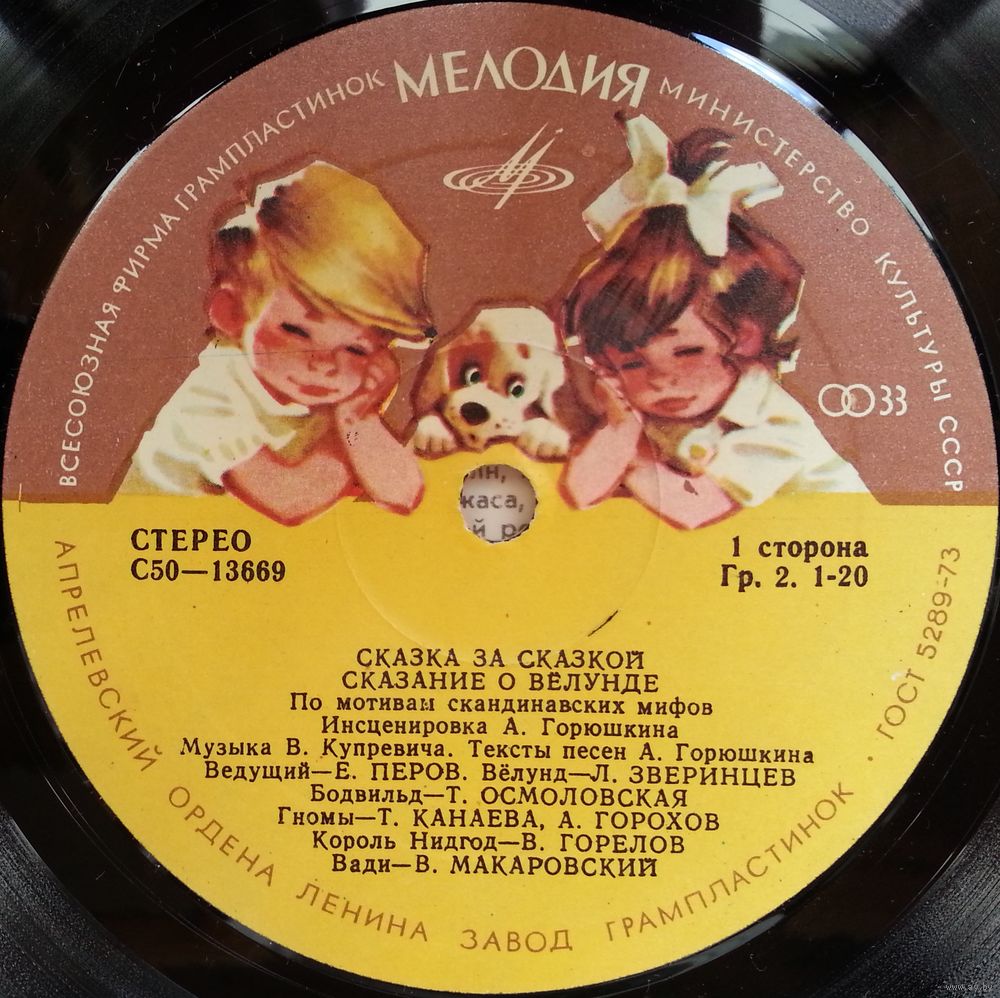 ВСЕСОЮЗНАЯ ФИРМА ГРАМПЛАСТИНОК МЕЛОДИЯ МИНИСТЕРСТВО КУЛЬТУРЫ СССР
33
лн,
каса,
й
СТЕРЕО
С50—13669
1 сторона
Гр. 2. 1-20
СКАЗКА ЗА СКАЗКОЙ
СКАЗАНИЕ О ВЁЛУНДЕ
По мотивам скандинавских мифов
Инсценировка А. Горюшкина
Музыка В. Купревича. Тексты песен А. Горюшкина
Ведущий—Е. ПЕРОВ. Вёлунд—Л. ЗВЕРИНЦЕВ
Бодвильд—Т. ОСМОЛОВСКАЯ
Гномы—Т. КАНАЕВА, А. ГОРОХОВ
Король Нидгод—В. ГОРЕЛОВ
Вади—В. МАКАРОВСКИЙ
АПРЕЛЕВСКИЙ ОРДЕНА ЛЕНИНА ЗАВОД ГРАМПЛАСТИНОК · ГОСТ 5289-73